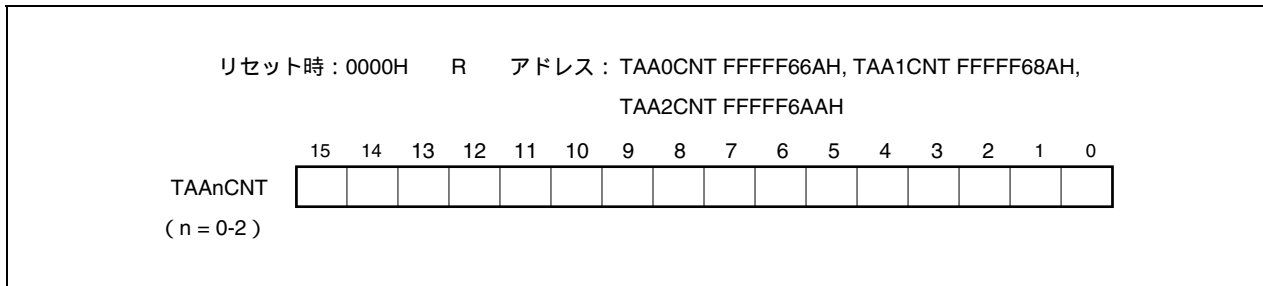 リセット時：0000H　　R　　アドレス：TAA0CNT FFFFF66AH, TAA1CNT FFFFF68AH,
TAA2CNT FFFFF6AAH
15 14 13 12 11 10 9 8 7 6 5 4 3 2 1 0
TAAnCNT
（n = 0-2）